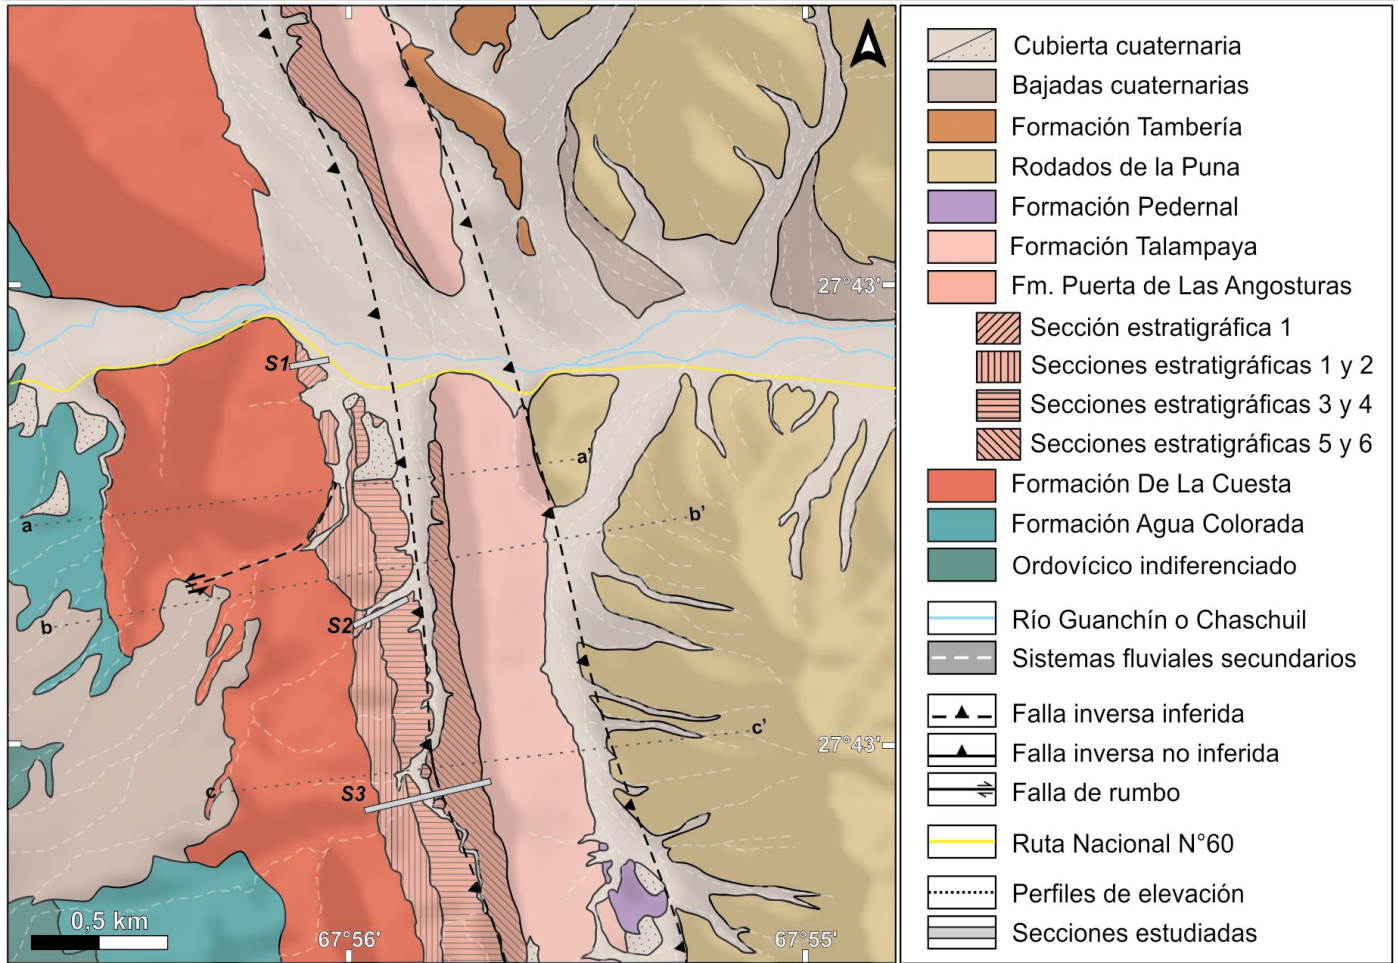 27°43'
S1
a
a'
b'
b
S2
c'
27°43'
c
S3
0,5 km
67°56'
67°55'
Cubierta cuaternaria
Bajadas cuaternarias
Formación Tambería
Rodados de la Puna
Formación Pedernal
Formación Talampaya
Fm. Puerta de Las Angosturas
Sección estratigráfica 1
Secciones estratigráficas 1 y 2
Secciones estratigráficas 3 y 4
Secciones estratigráficas 5 y 6
Formación De La Cuesta
Formación Agua Colorada
Ordovícico indiferenciado
Río Guanchín o Chaschuil
Sistemas fluviales secundarios
Falla inversa inferida
Falla inversa no inferida
Falla de rumbo
Ruta Nacional N°60
Perfiles de elevación
Secciones estudiadas